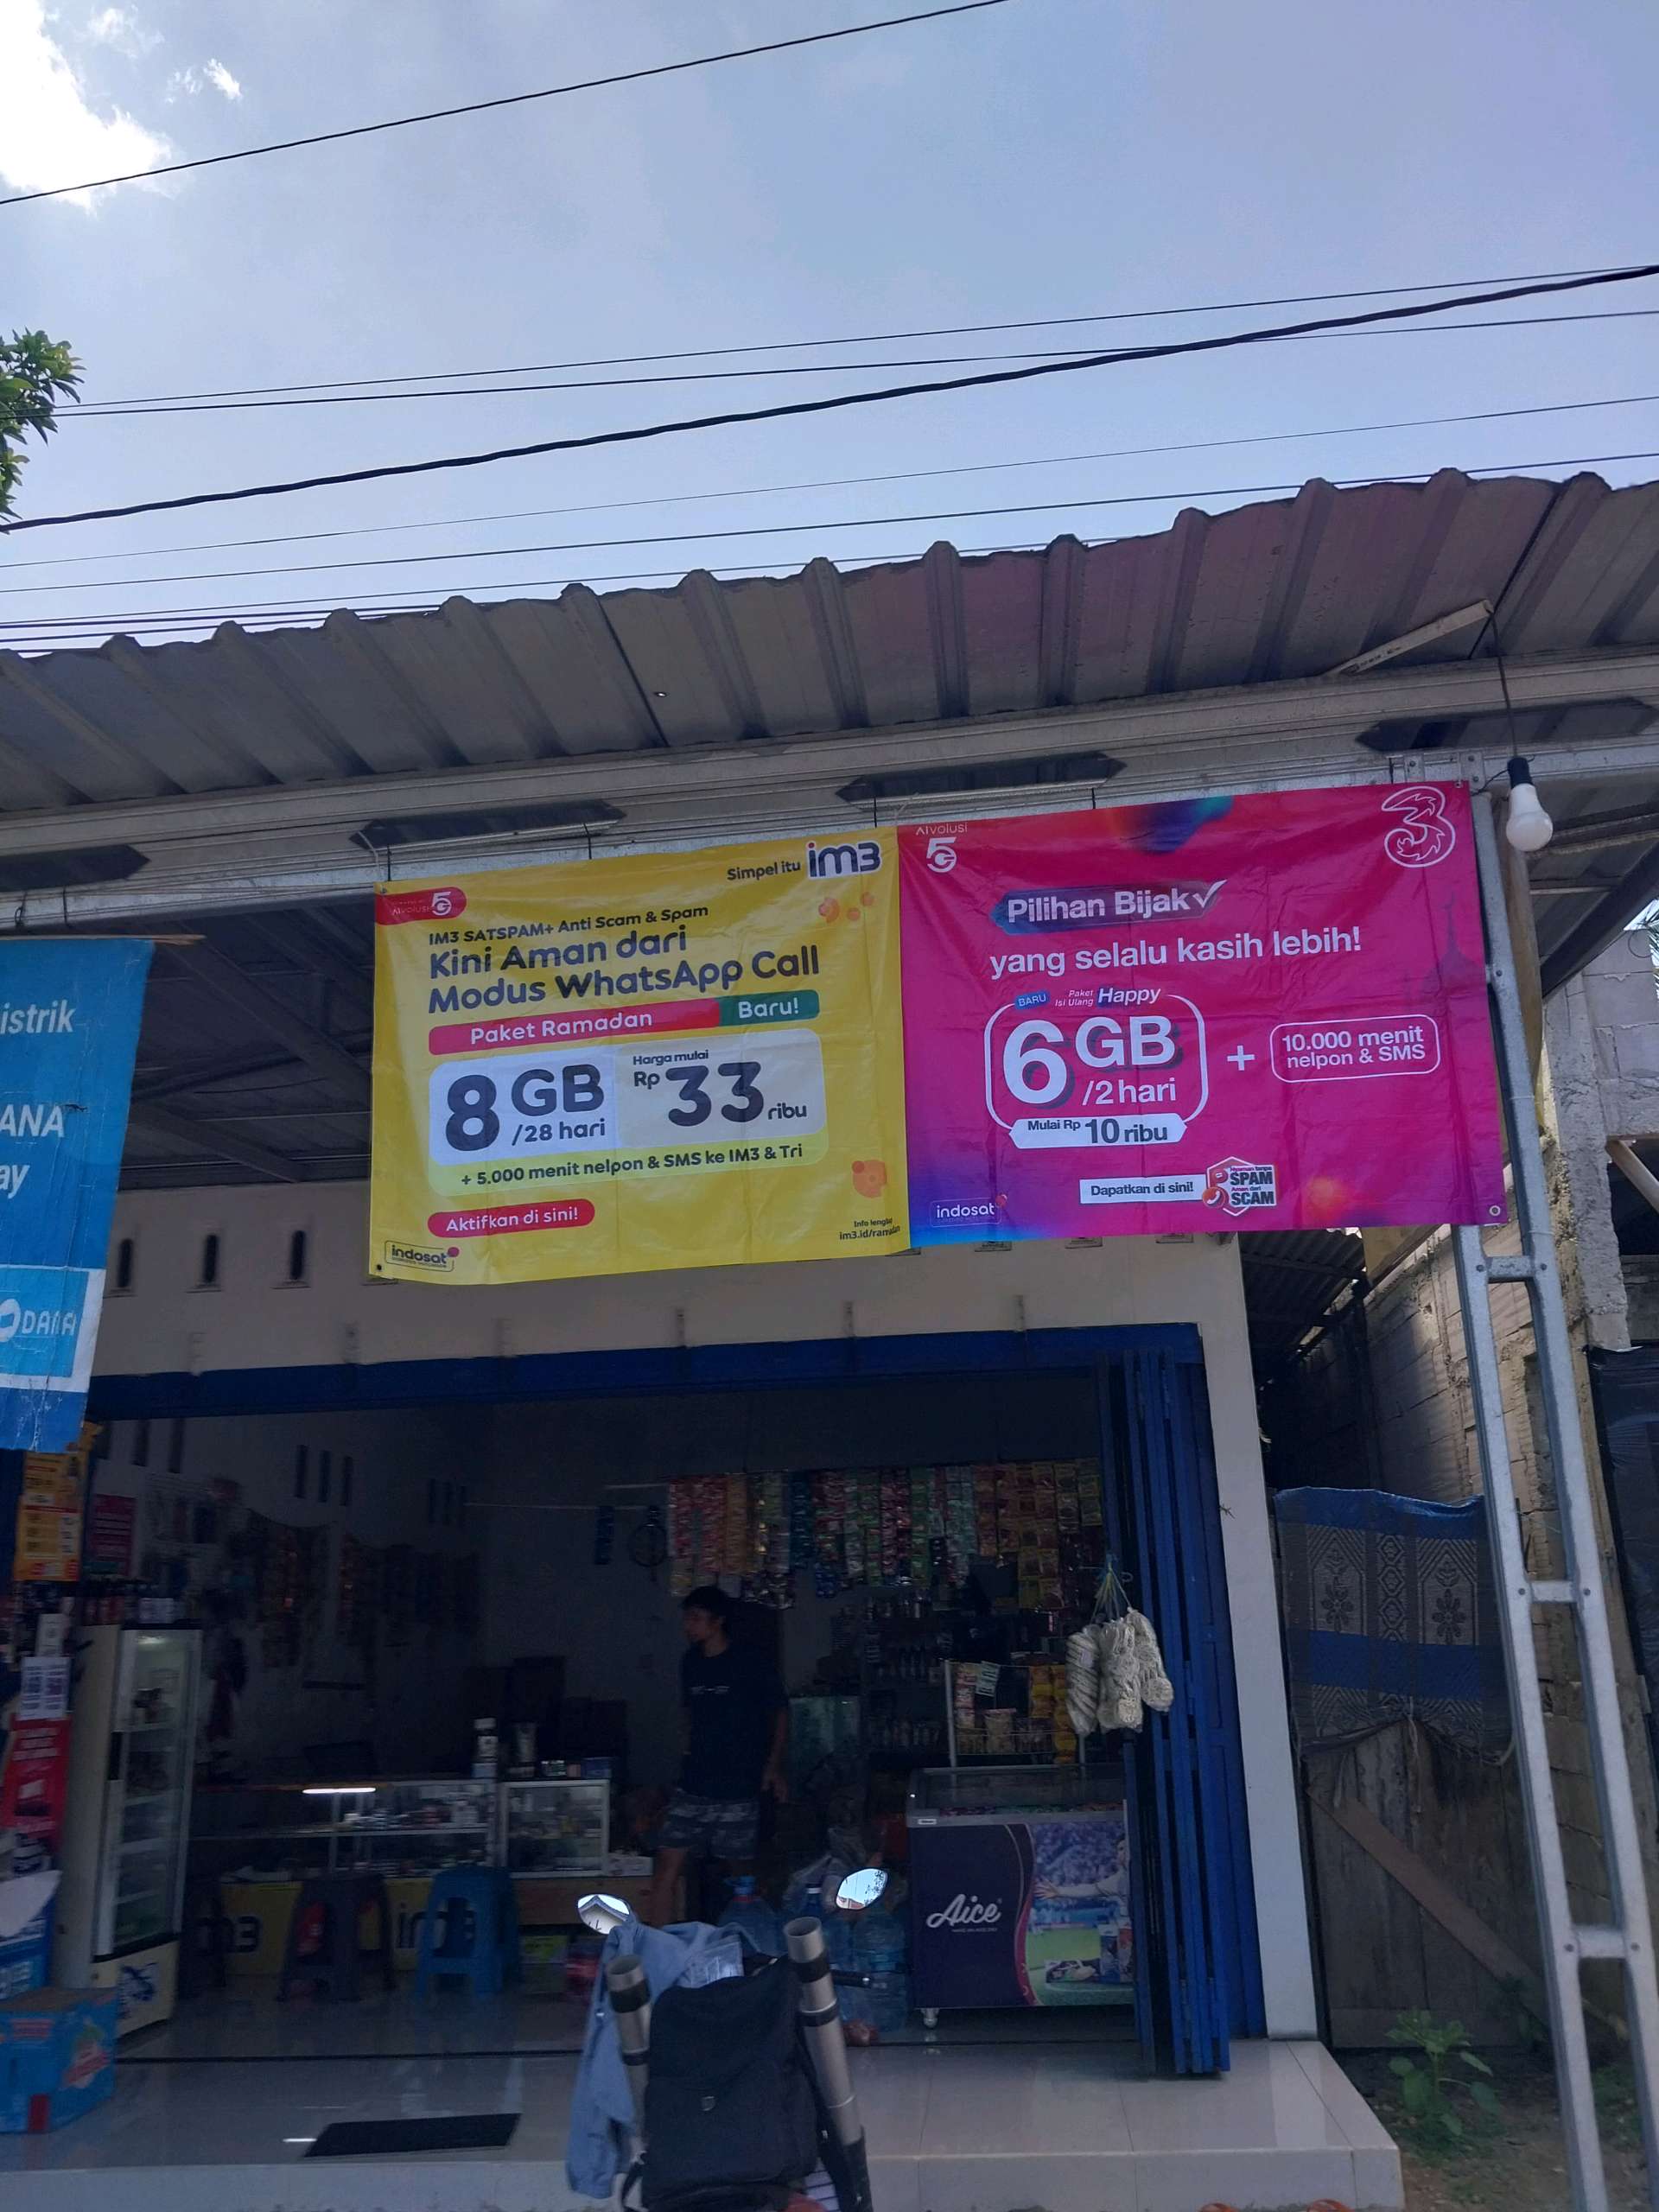 istrik
ANA
ay
DANA
AIvolusi 5G
Simpel itu im3
IM3 SATSPAM+ Anti Scam & Spam
Kini Aman dari
Modus WhatsApp Call
Paket Ramadan Baru!
8 GB /28 hari
Harga mulai
Rp 33 ribu
+ 5.000 menit nelpon & SMS ke IM3 & Tri
Aktifkan di sini!
indosat
Info lengkap
im3.id/ramadan
AIvolusi
5G
3
Pilihan Bijak
yang selalu kasih lebih!
BARU Paket Isi Ulang Happy
6 GB /2 hari
+ 10.000 menit
nelpon & SMS
Mulai Rp 10 ribu
Dapatkan di sini!
SPAM
SCAM
indosat
im3
Aice